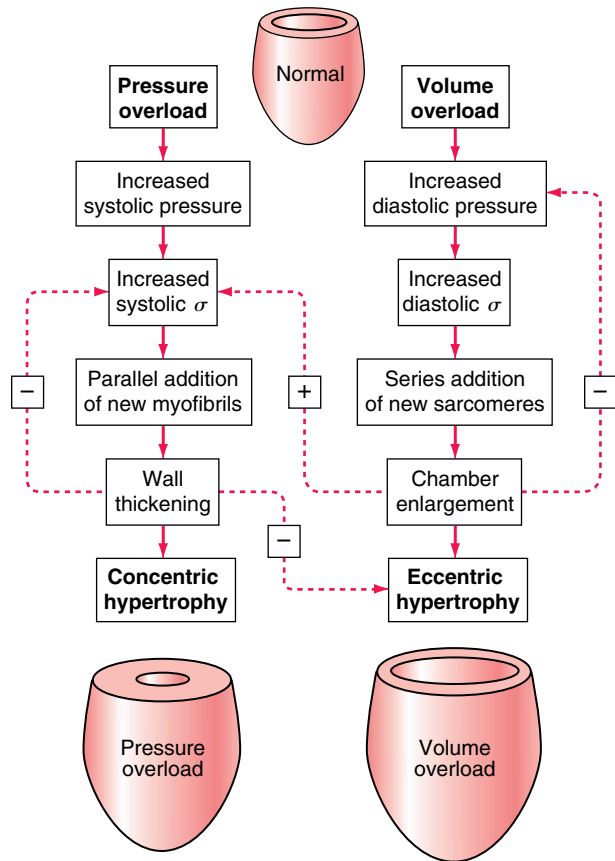 Normal
Pressure
overload
Volume
overload
Increased
systolic pressure
Increased
diastolic pressure
Increased
systolic σ
Increased
diastolic σ
−
Parallel addition
of new myofibrils
+
Series addition
of new sarcomeres
−
Wall
thickening
Chamber
enlargement
−
Concentric
hypertrophy
Eccentric
hypertrophy
Pressure
overload
Volume
overload